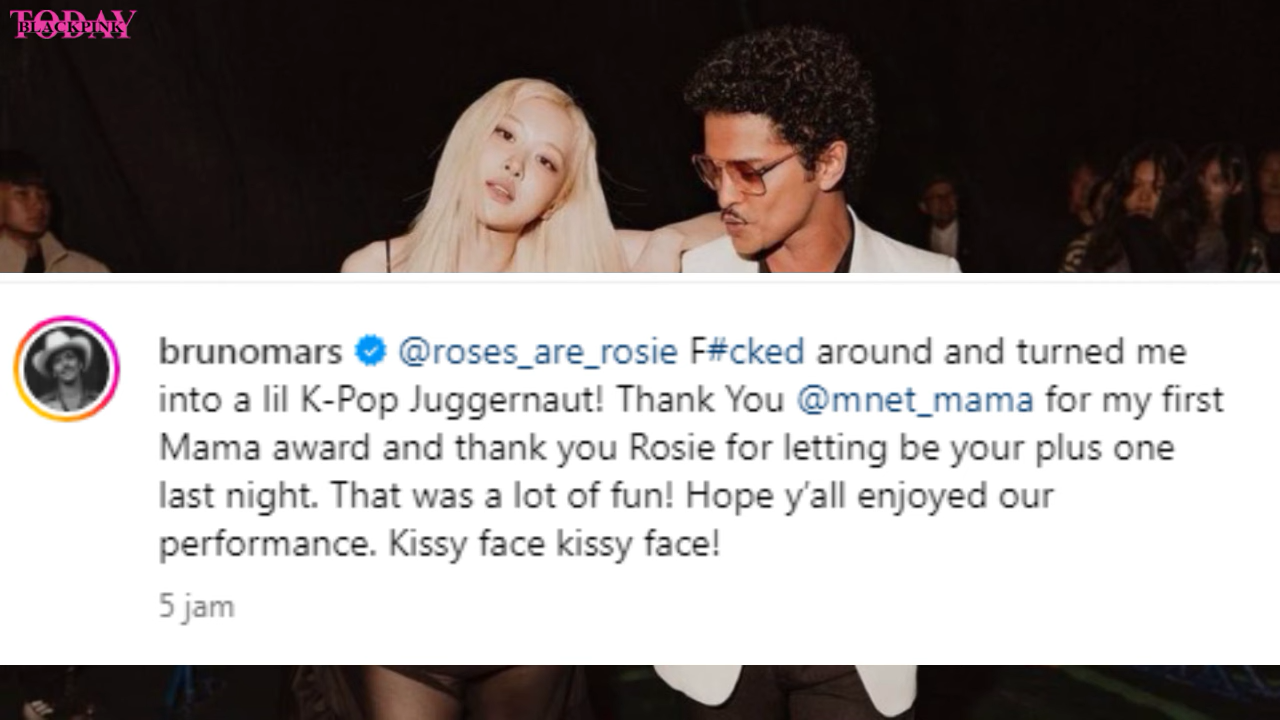 TODAY
BLACKPINK
brunomars @roses_are_rosie F#cked around and turned me
into a lil K-Pop Juggernaut! Thank You @mnet_mama for my first
Mama award and thank you Rosie for letting be your plus one
last night. That was a lot of fun! Hope y’all enjoyed our
performance. Kissy face kissy face!
5 jam